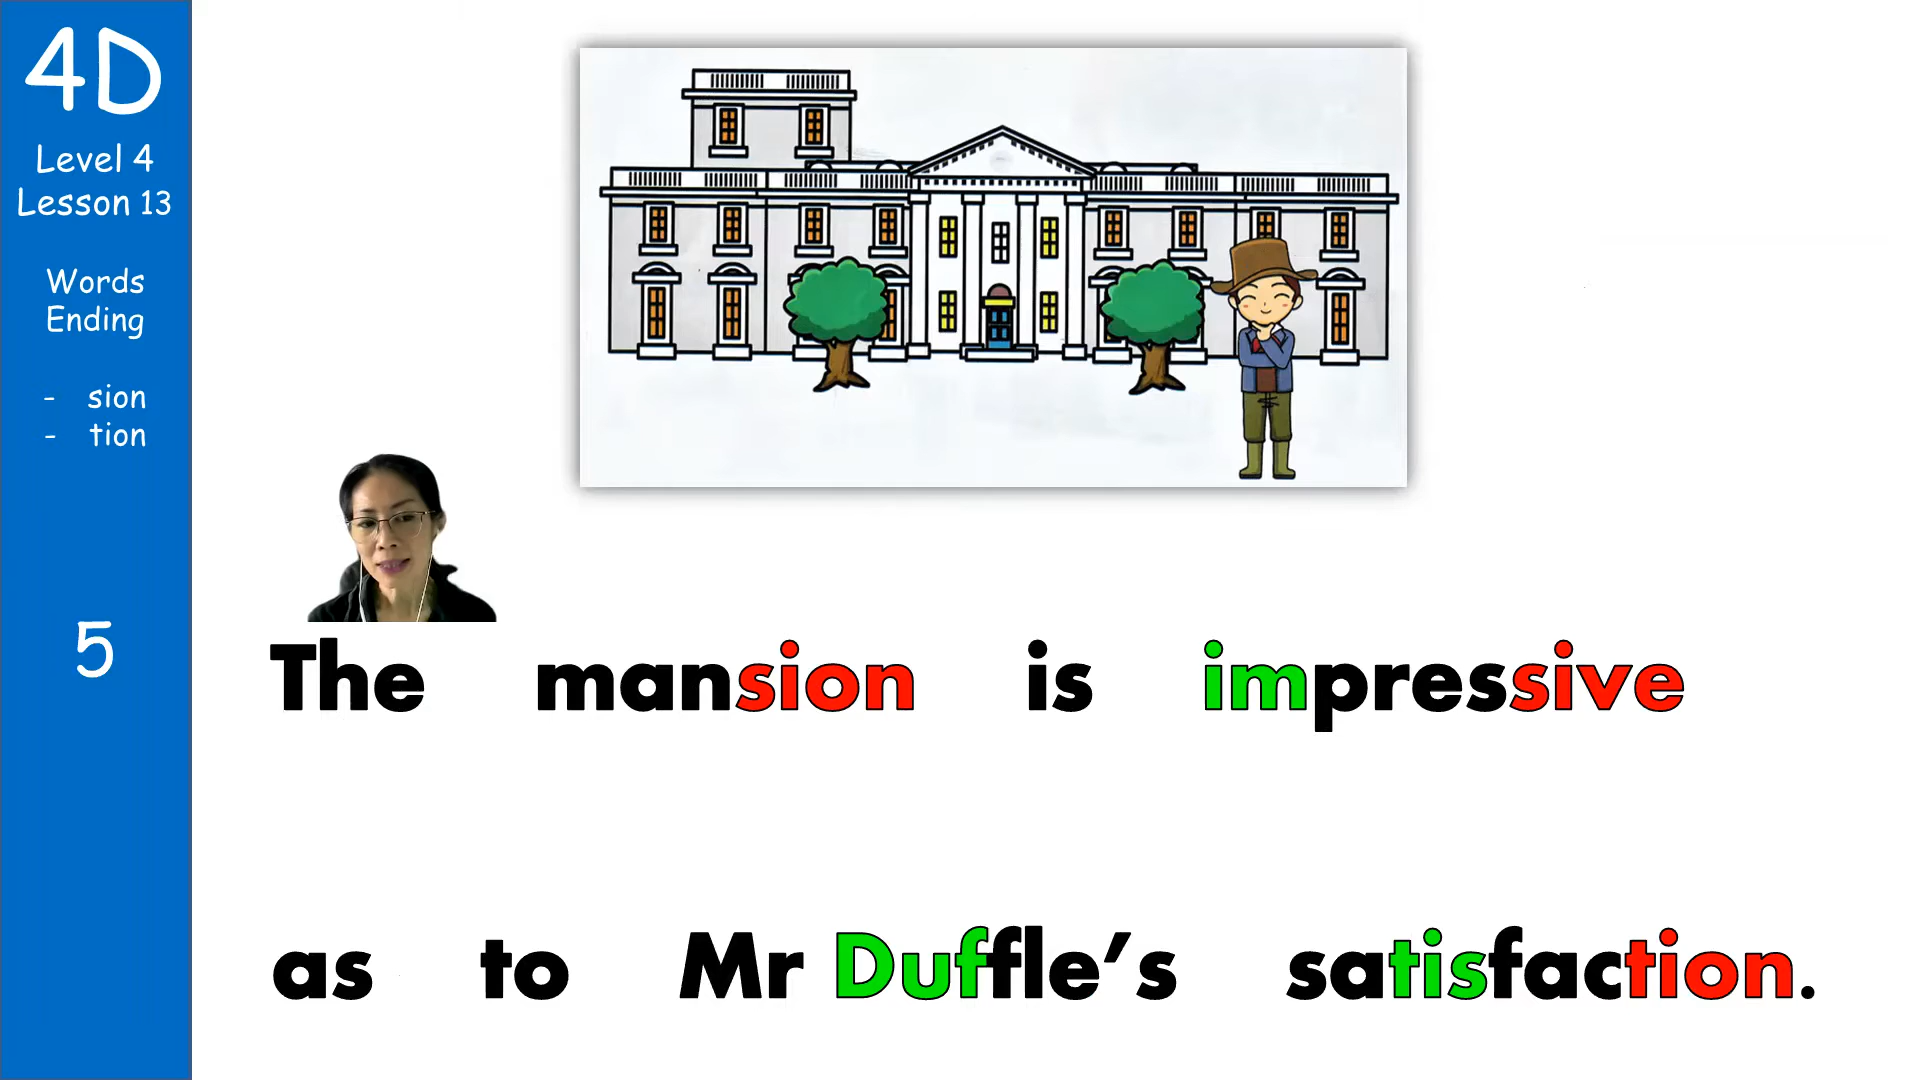 4D
Level 4
Lesson 13
Words
Ending
- sion
- tion
5
The mansion is impressive
as to Mr Duffle’s satisfaction.